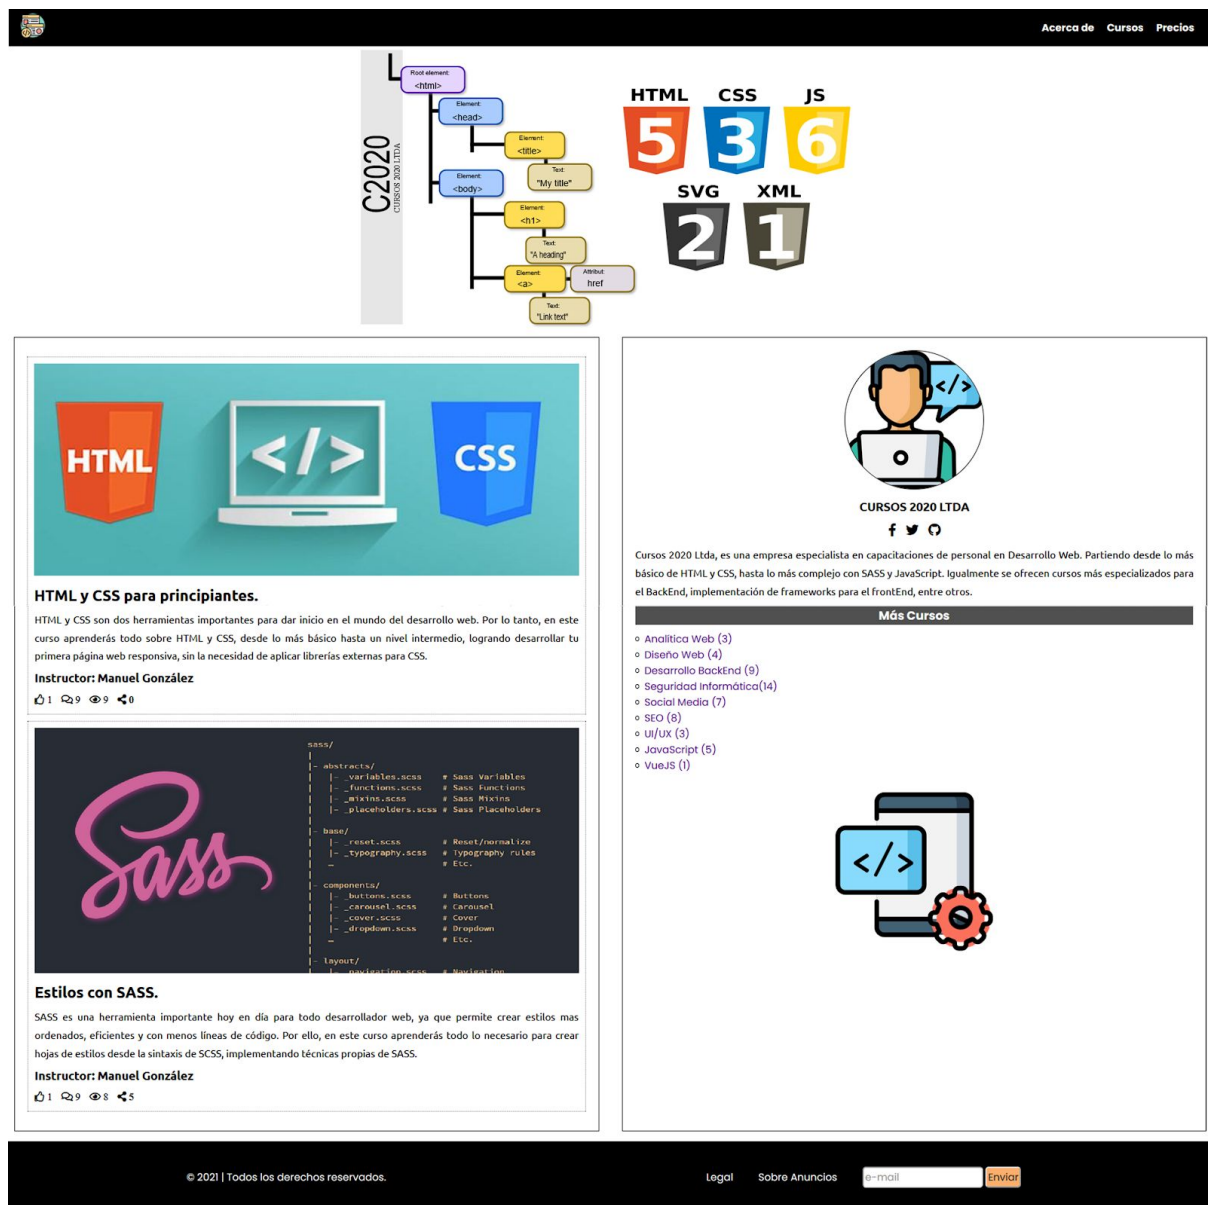 Acerca de Cursos Precios
C2020
CURSOS 2020 LTDA
Root element:
<html>
Element:
<head>
Element:
<title>
Text:
"My title"
Element:
<body>
Element:
<h1>
Text:
"A heading"
Element:
<a>
Attribut:
href
Text:
"Link text"
HTML CSS JS
5 3 6
SVG XML
2 1
HTML
</>
CSS
HTML y CSS para principiantes.
HTML y CSS son dos herramientas importantes para dar inicio en el mundo del desarrollo web. Por lo tanto, en este
curso aprenderás todo sobre HTML y CSS, desde lo más básico hasta un nivel intermedio, logrando desarrollar tu
primera página web responsiva, sin la necesidad de aplicar librerías externas para CSS.
Instructor: Manuel González
1 9 9 0
Sass
sass/
|
|- abstracts/
| |- _variables.scss # Sass Variables
| |- _functions.scss # Sass Functions
| |- _mixins.scss # Sass Mixins
| |- _placeholders.scss # Sass Placeholders
|
|- base/
| |- _reset.scss # Reset/normalize
| |- _typography.scss # Typography rules
| … # Etc.
|
|- components/
| |- _buttons.scss # Buttons
| |- _carousel.scss # Carousel
| |- _cover.scss # Cover
| |- _dropdown.scss # Dropdown
| … # Etc.
|
|- layout/
| |- _navigation.scss # Navigation
Estilos con SASS.
SASS es una herramienta importante hoy en día para todo desarrollador web, ya que permite crear estilos mas
ordenados, eficientes y con menos líneas de código. Por ello, en este curso aprenderás todo lo necesario para crear
hojas de estilos desde la sintaxis de SCSS, implementando técnicas propias de SASS.
Instructor: Manuel González
1 9 8 5
</>
CURSOS 2020 LTDA
Cursos 2020 Ltda, es una empresa especialista en capacitaciones de personal en Desarrollo Web. Partiendo desde lo más
básico de HTML y CSS, hasta lo más complejo con SASS y JavaScript. Igualmente se ofrecen cursos más especializados para
el BackEnd, implementación de frameworks para el frontEnd, entre otros.
Más Cursos
Analitica Web (3)
Diseño Web (4)
Desarrollo BackEnd (9)
Seguridad Informática(14)
Social Media (7)
SEO (8)
UI/UX (3)
JavaScript (5)
VueJS (1)
</>
© 2021 | Todos los derechos reservados.
Legal Sobre Anuncios e-mail Enviar